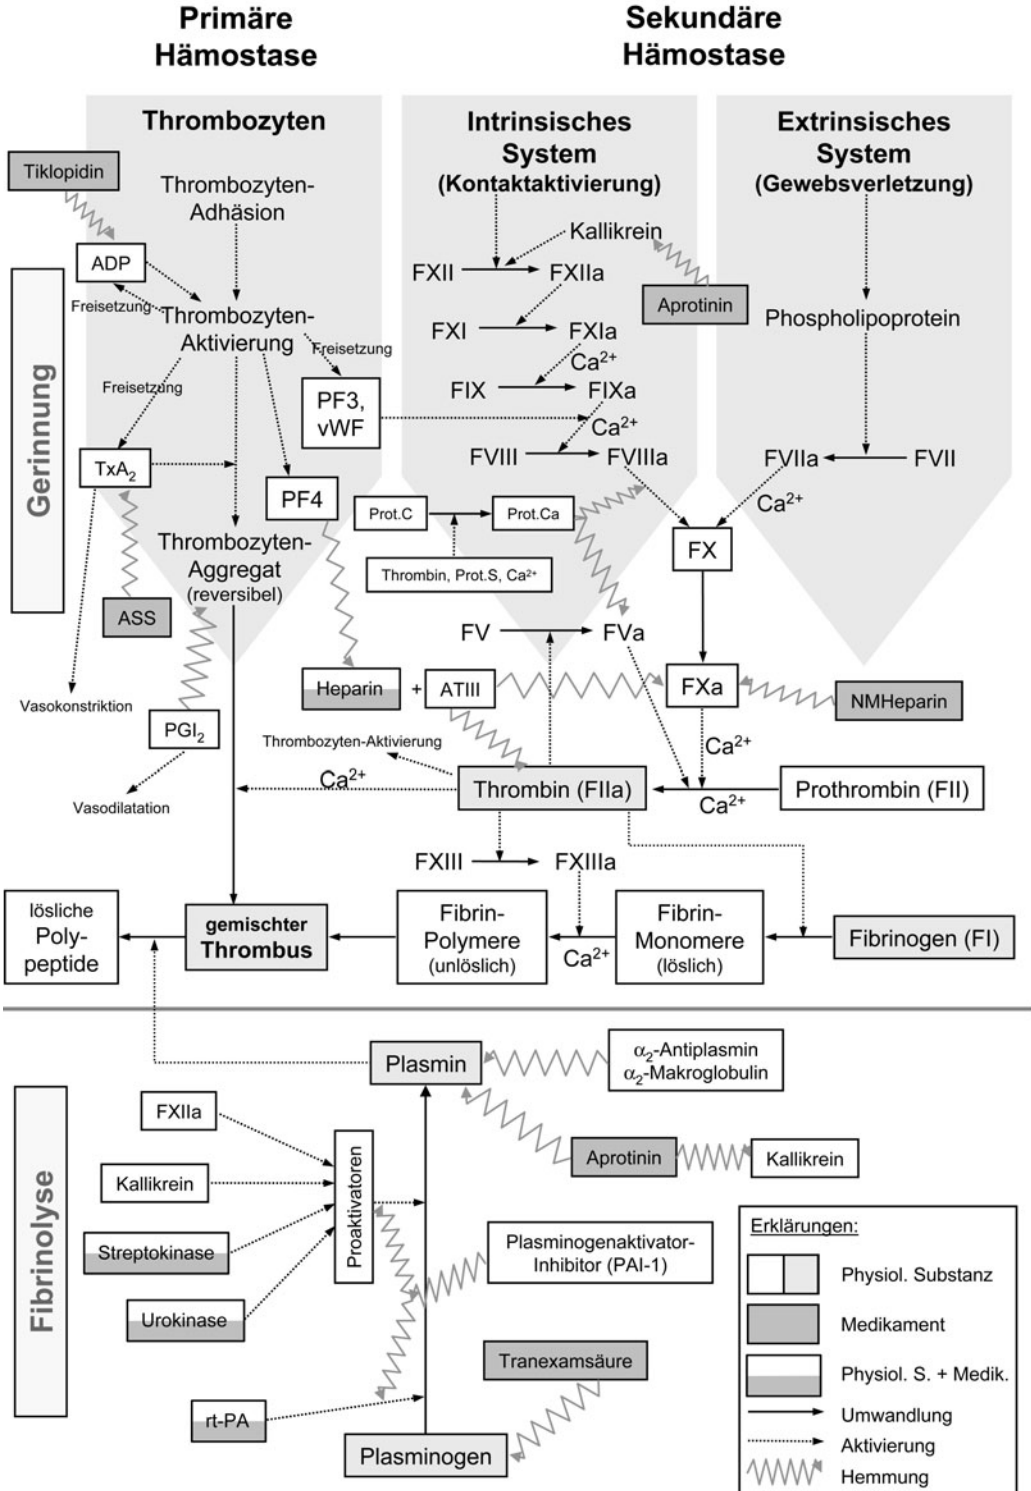 Primäre
Hämostase
Sekundäre
Hämostase
Thrombozyten
Intrinsisches
System
(Kontaktaktivierung)
Extrinsisches
System
(Gewebsverletzung)
Gerinnung
Tiklopidin
Thrombozyten-
Adhäsion
ADP
Freisetzung
Thrombozyten-
Aktivierung
Freisetzung
Freisetzung
PF3,
vWF
TxA₂
PF4
Thrombozyten-
Aggregat
(reversibel)
ASS
Vasokonstriktion
PGI₂
Vasodilatation
Kallikrein
FXII
FXIIa
Aprotinin
FXI
FXIa
Ca²⁺
FIX
FIXa
Ca²⁺
FVIII
FVIIIa
Phospholipoprotein
FVIIa
FVII
Ca²⁺
Prot.C
Prot.Ca
Thrombin, Prot.S, Ca²⁺
FX
FV
FVa
Heparin
+
ATIII
FXa
NMHeparin
Ca²⁺
Thrombozyten-Aktivierung
Ca²⁺
Thrombin (FIIa)
Ca²⁺
Prothrombin (FII)
FXIII
FXIIIa
lösliche
Poly-
peptide
gemischter
Thrombus
Fibrin-
Polymere
(unlöslich)
Ca²⁺
Fibrin-
Monomere
(löslich)
Fibrinogen (FI)
Fibrinolyse
Plasmin
α₂-Antiplasmin
α₂-Makroglobulin
FXIIa
Kallikrein
Streptokinase
Urokinase
Proaktivatoren
Aprotinin
Kallikrein
Plasminogenaktivator-
Inhibitor (PAI-1)
Tranexamsäure
rt-PA
Plasminogen
Erklärungen:
Physiol. Substanz
Medikament
Physiol. S. + Medik.
Umwandlung
Aktivierung
Hemmung